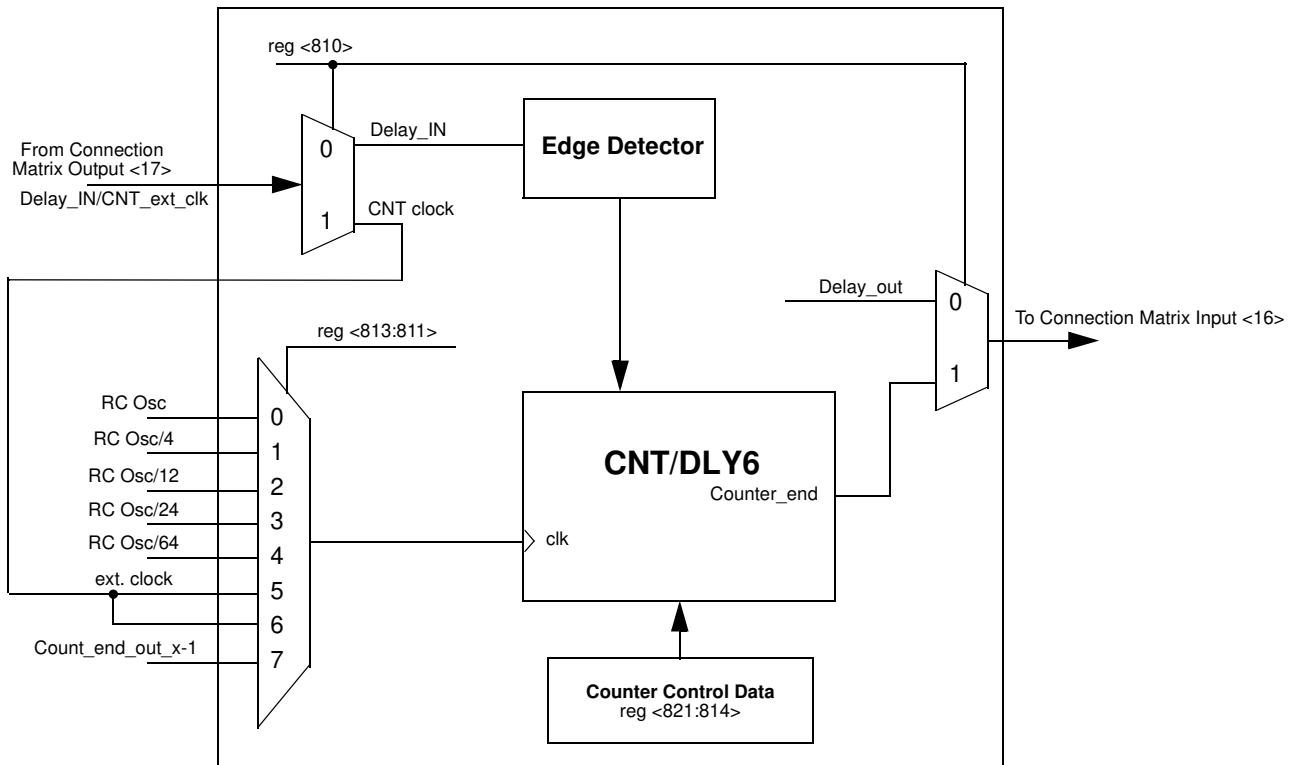 reg <810>
From Connection
Matrix Output <17>
Delay_IN/CNT_ext_clk
0
1
Delay_IN
CNT clock
Edge Detector
Delay_out
0
1
To Connection Matrix Input <16>
reg <813:811>
RC Osc
RC Osc/4
RC Osc/12
RC Osc/24
RC Osc/64
ext. clock
Count_end_out_x-1
0
1
2
3
4
5
6
7
CNT/DLY6
Counter_end
clk
Counter Control Data
reg <821:814>